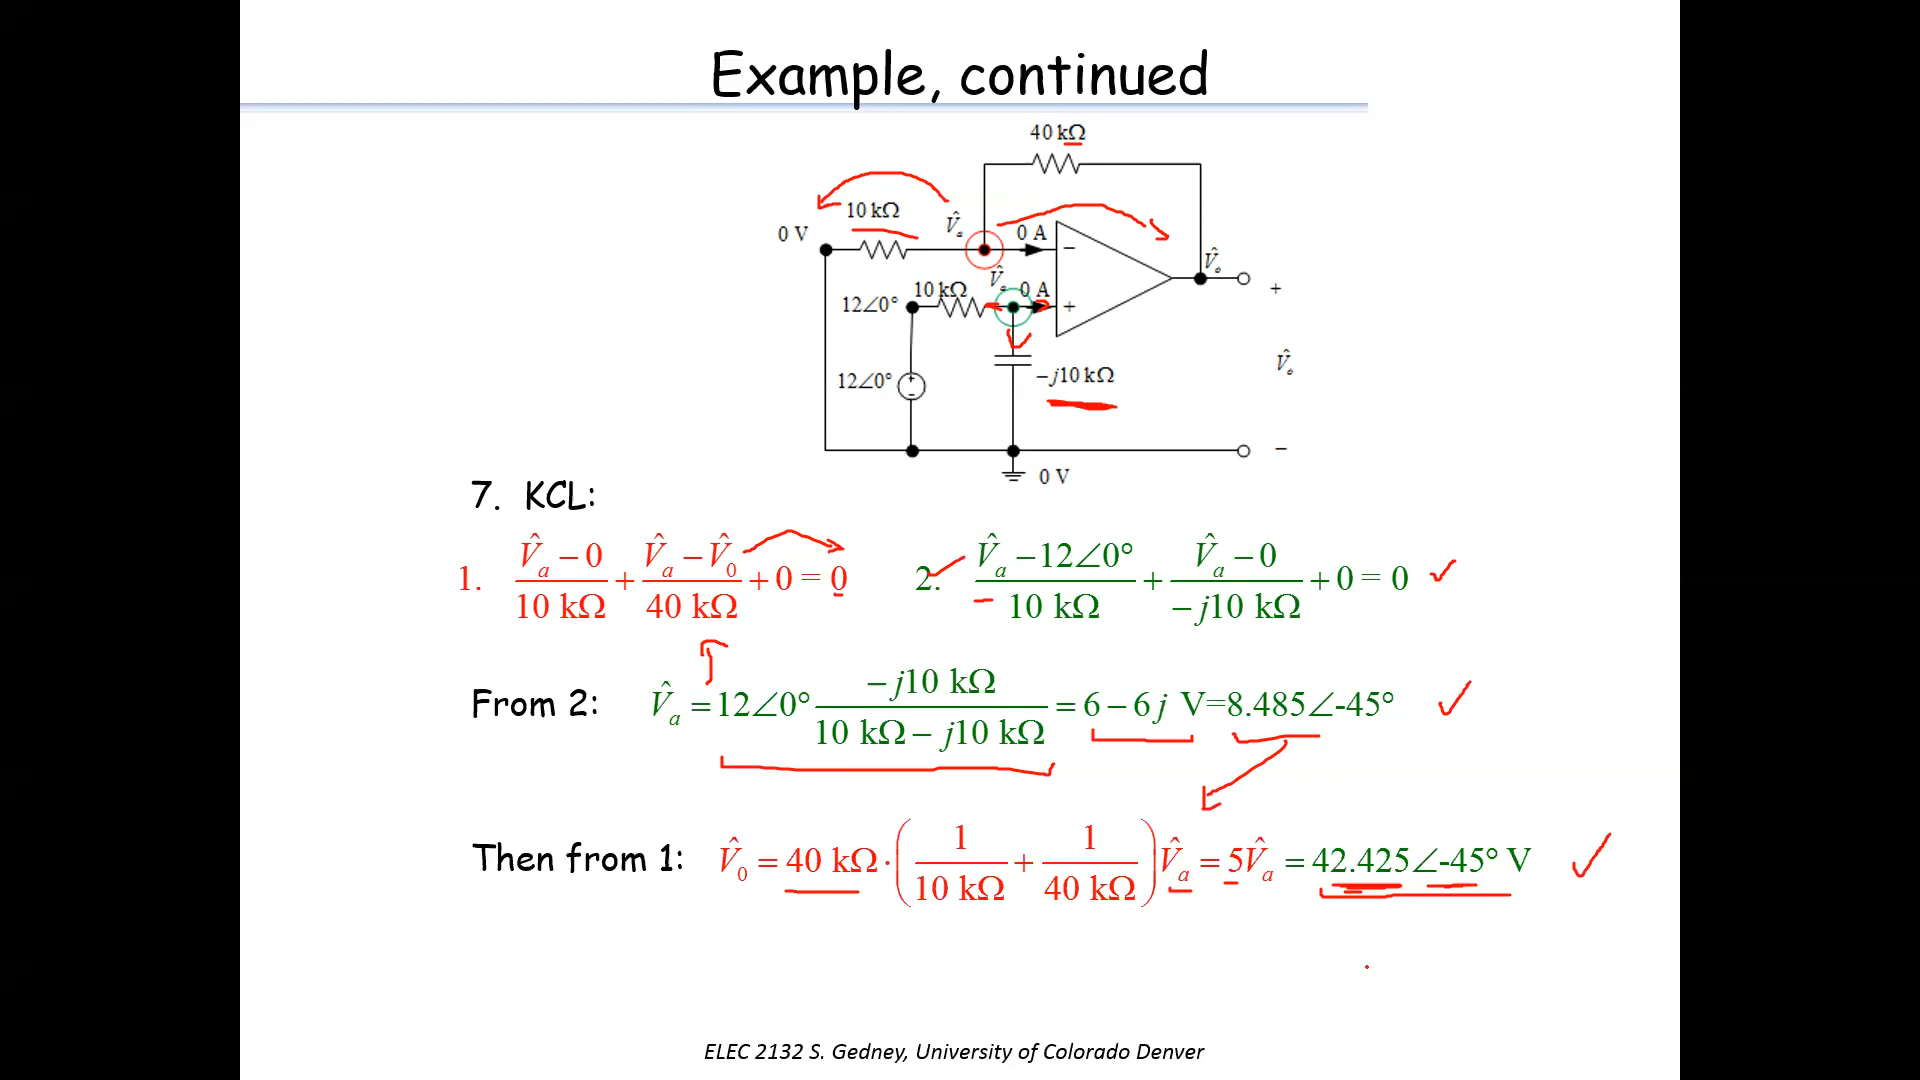 Example, continued
40 kΩ
10 kΩ
V̂ₐ
0 A
0 V
−
V̂ₒ
10 kΩ
V̂ₐ
0 A
+
12∠0°
+
12∠0°
+
-
V̂ₒ
−j10 kΩ
−
0 V
7. KCL:
1. (V̂ₐ − 0)/(10 kΩ) + (V̂ₐ − V̂₀)/(40 kΩ) + 0 = 0
2. (V̂ₐ − 12∠0°)/(10 kΩ) + (V̂ₐ − 0)/(−j10 kΩ) + 0 = 0
From 2: V̂ₐ = 12∠0° (−j10 kΩ)/(10 kΩ − j10 kΩ) = 6 − 6j V=8.485∠-45°
Then from 1: V̂₀ = 40 kΩ · (1/(10 kΩ) + 1/(40 kΩ)) V̂ₐ = 5V̂ₐ = 42.425∠-45° V
ELEC 2132 S. Gedney, University of Colorado Denver